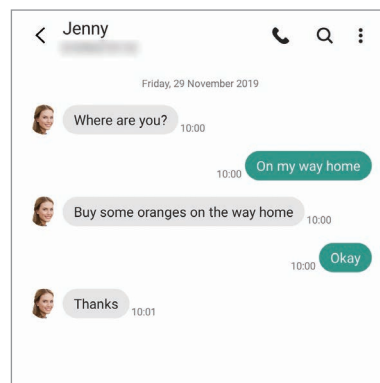 Jenny
Friday, 29 November 2019
Where are you?
10:00
On my way home
10:00
Buy some oranges on the way home
10:00
Okay
10:00
Thanks
10:01